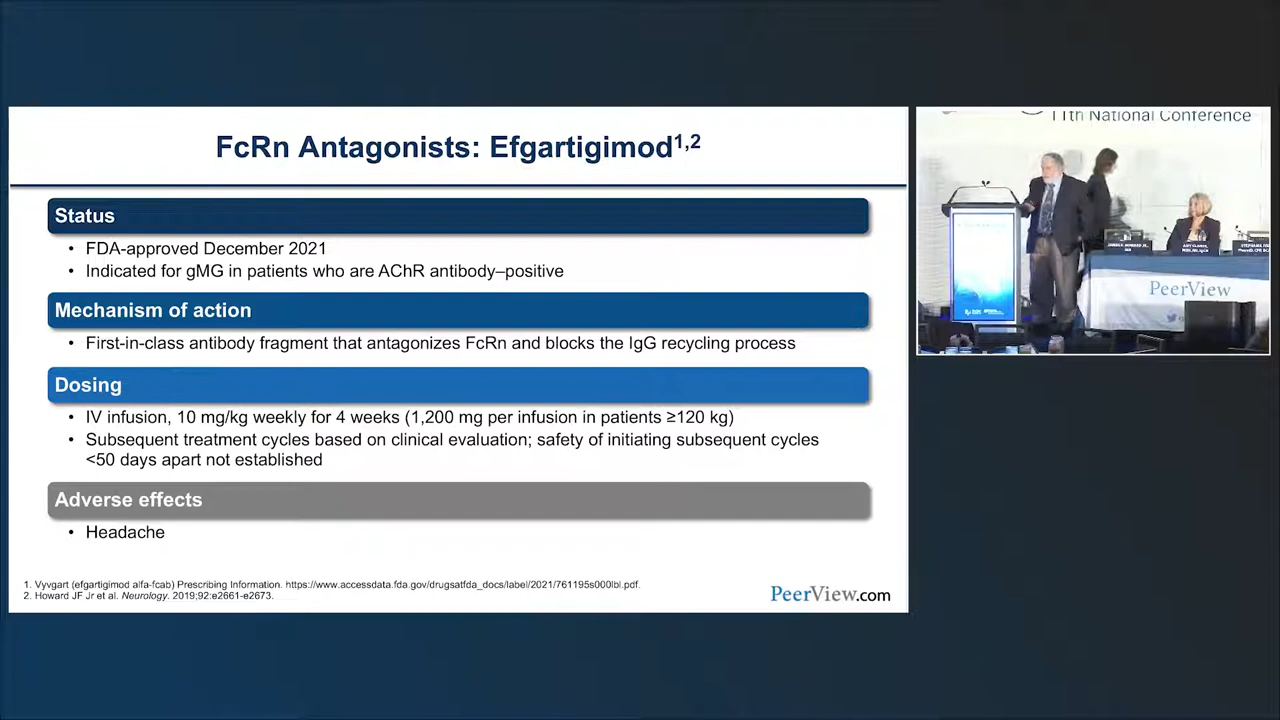 FcRn Antagonists: Efgartigimod1,2
Status
• FDA-approved December 2021
• Indicated for gMG in patients who are AChR antibody–positive
Mechanism of action
• First-in-class antibody fragment that antagonizes FcRn and blocks the IgG recycling process
Dosing
• IV infusion, 10 mg/kg weekly for 4 weeks (1,200 mg per infusion in patients ≥120 kg)
• Subsequent treatment cycles based on clinical evaluation; safety of initiating subsequent cycles
<50 days apart not established
Adverse effects
• Headache
1. Vyvgart (efgartigimod alfa-fcab) Prescribing Information. https://www.accessdata.fda.gov/drugsatfda_docs/label/2021/761195s000lbl.pdf.
2. Howard JF Jr et al. Neurology. 2019;92:e2661-e2673.
PeerView.com
11th National Conference
PeerView